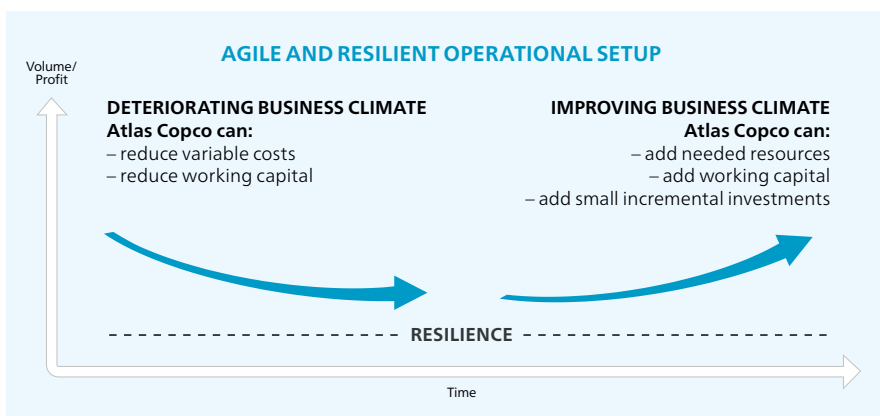 AGILE AND RESILIENT OPERATIONAL SETUP
Volume/
Profit
DETERIORATING BUSINESS CLIMATE
Atlas Copco can:
– reduce variable costs
– reduce working capital
IMPROVING BUSINESS CLIMATE
Atlas Copco can:
– add needed resources
– add working capital
– add small incremental investments
RESILIENCE
Time